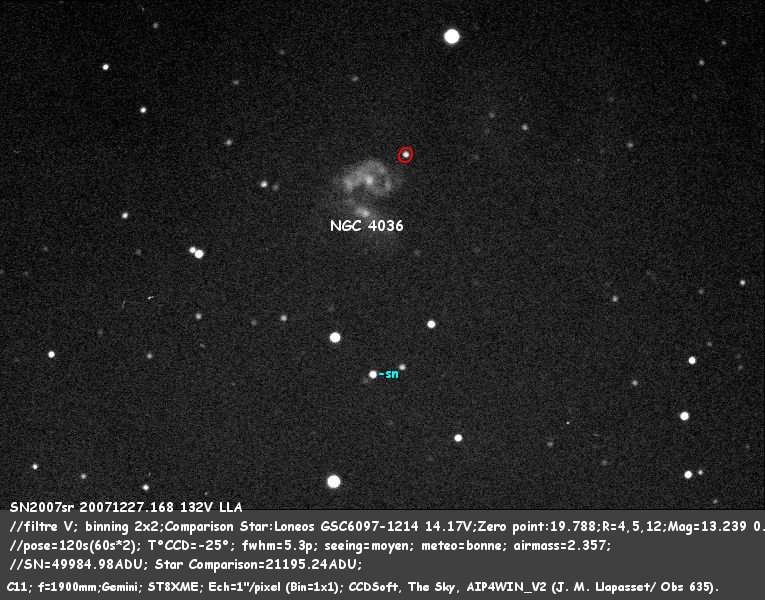 NGC 4036
-sn
SN2007sr 20071227.168 132V LLA
//filtre V; binning 2x2;Comparison Star:Loneos GSC6097-1214 14.17V;Zero point:19.788;R=4,5,12;Mag=13.239 0.
//pose=120s(60s*2); T°CCD=-25°; fwhm=5.3p; seeing=moyen; meteo=bonne; airmass=2.357;
//SN=49984.98ADU; Star Comparison=21195.24ADU;
C11; f=1900mm;Gemini; ST8XME; Ech=1"/pixel (Bin=1x1); CCDSoft, The Sky, AIP4WIN_V2 (J. M. Llapasset/ Obs 635).